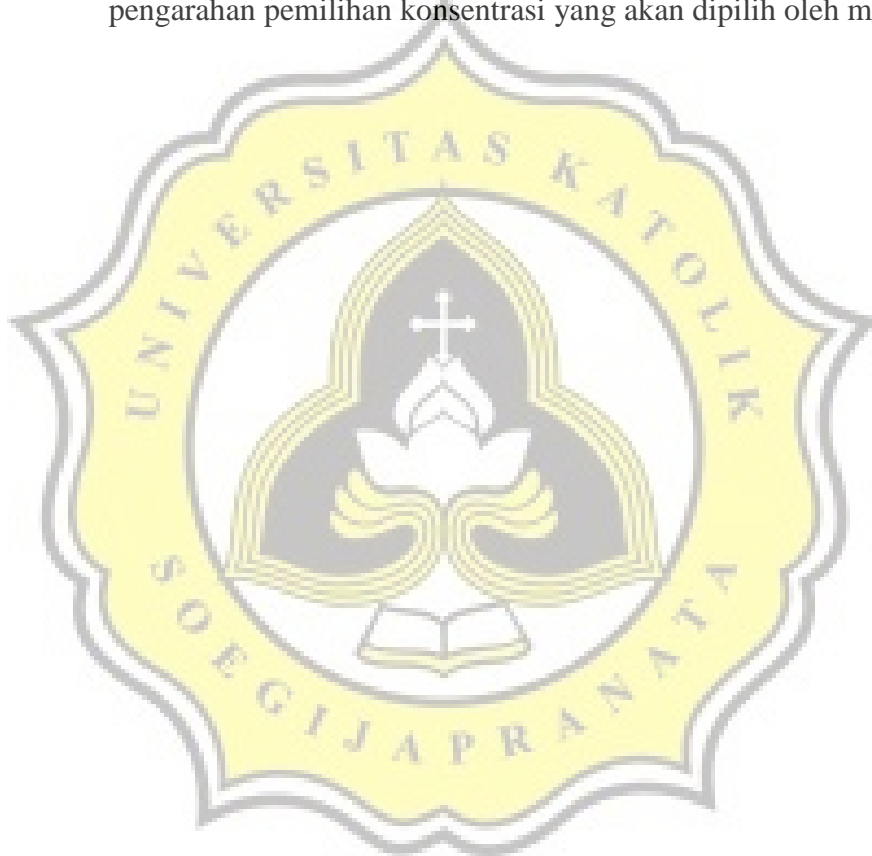 pengarahan pemilihan konsentrasi yang akan dipilih oleh
UNIVERSITAS KATOLIK
SOEGIJAPRANATA